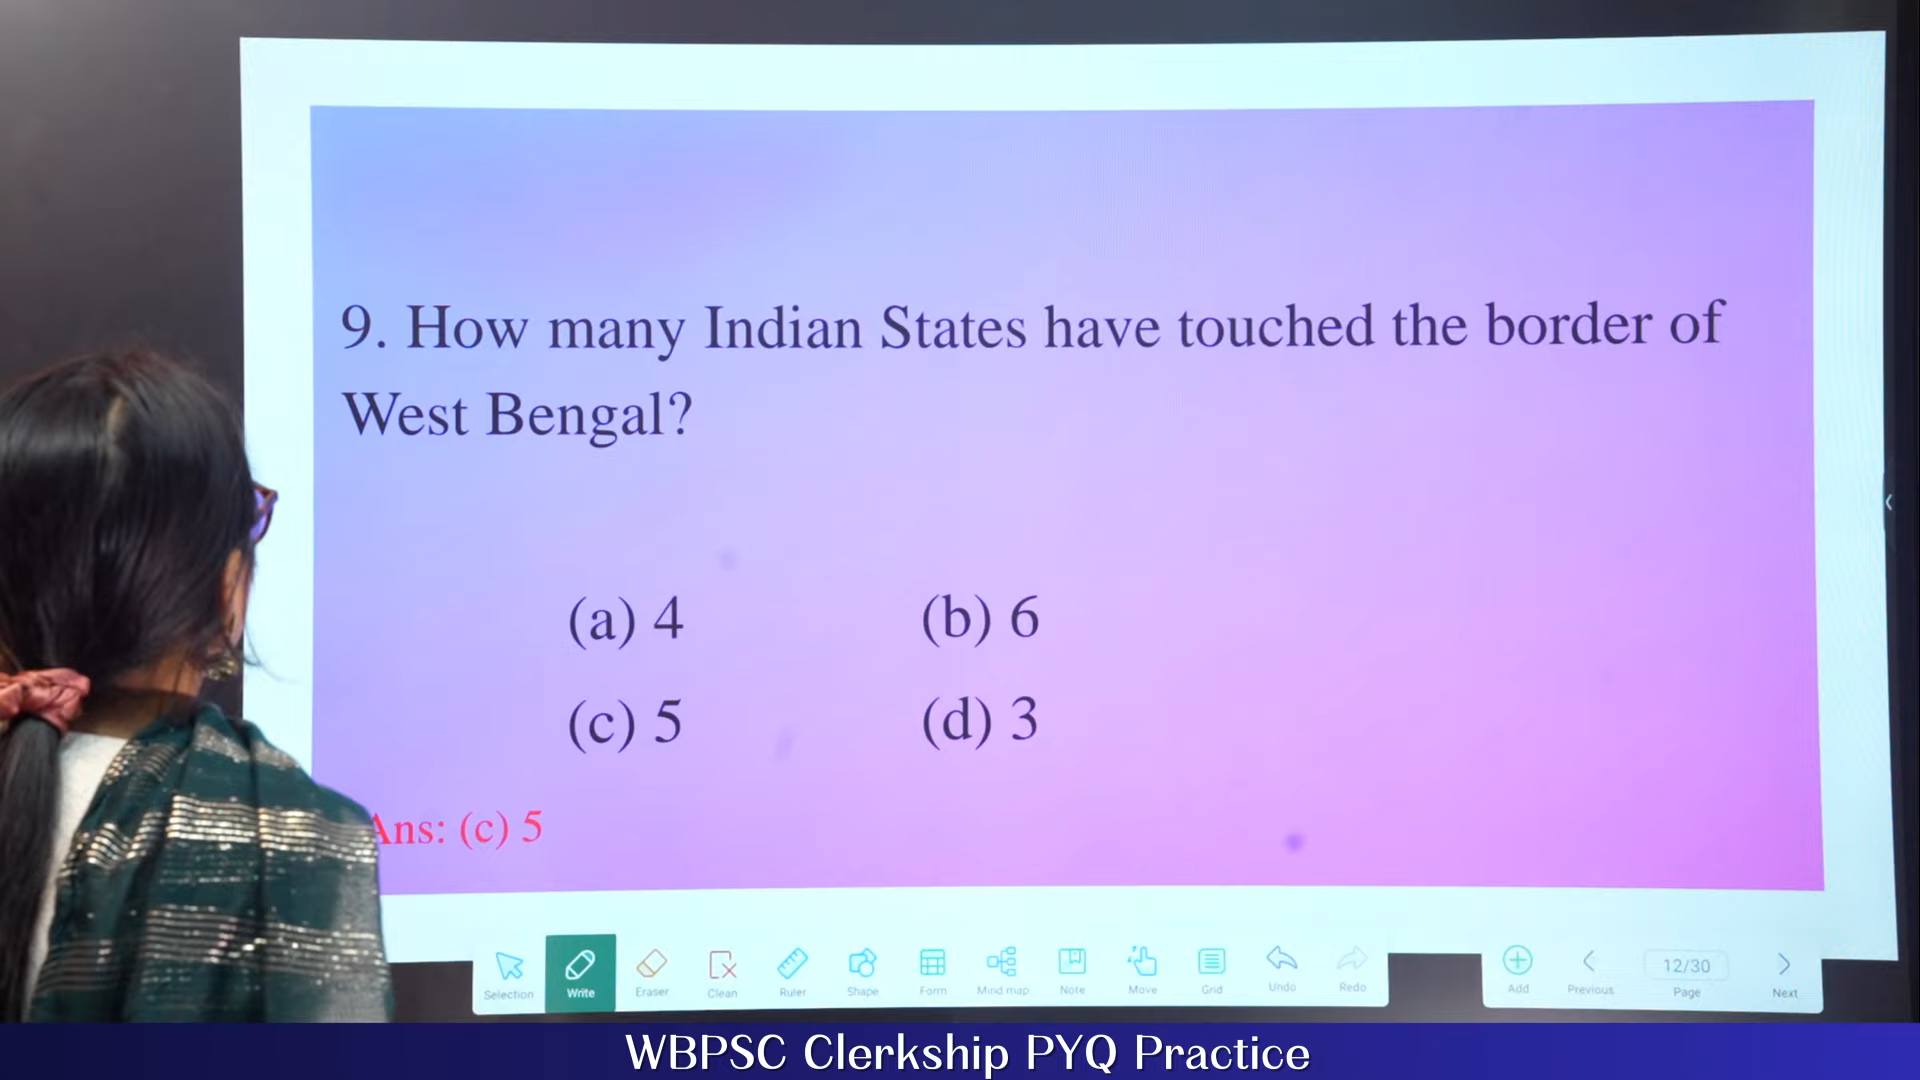 9. How many Indian States have touched the border of
West Bengal?
(a) 4 (b) 6
(c) 5 (d) 3
Ans: (c) 5
Selection Write Eraser Clean Ruler Shape Form Mind map Note Move Grid Undo Redo Add Previous 12/30 Page Next
WBPSC Clerkship PYQ Practice